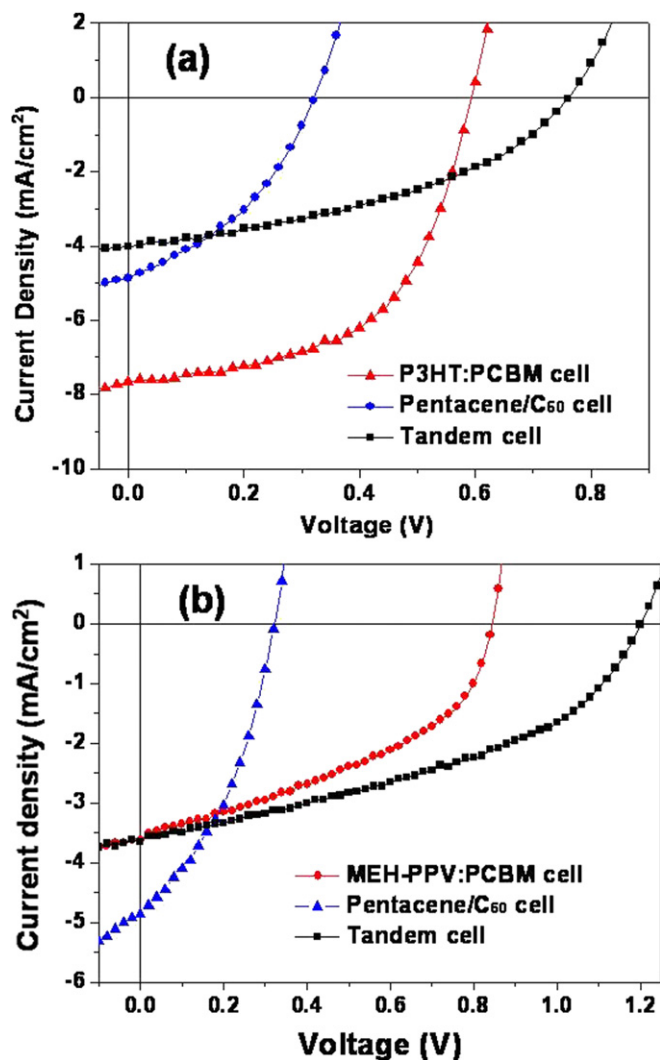 (a)
Current Density (mA/cm²)
2
0
-2
-4
-6
-8
-10
P3HT:PCBM cell
Pentacene/C₆₀ cell
Tandem cell
0.0 0.2 0.4 0.6 0.8
Voltage (V)
(b)
Current density (mA/cm²)
1
0
-1
-2
-3
-4
-5
-6
MEH-PPV:PCBM cell
Pentacene/C₆₀ cell
Tandem cell
0.0 0.2 0.4 0.6 0.8 1.0 1.2
Voltage (V)